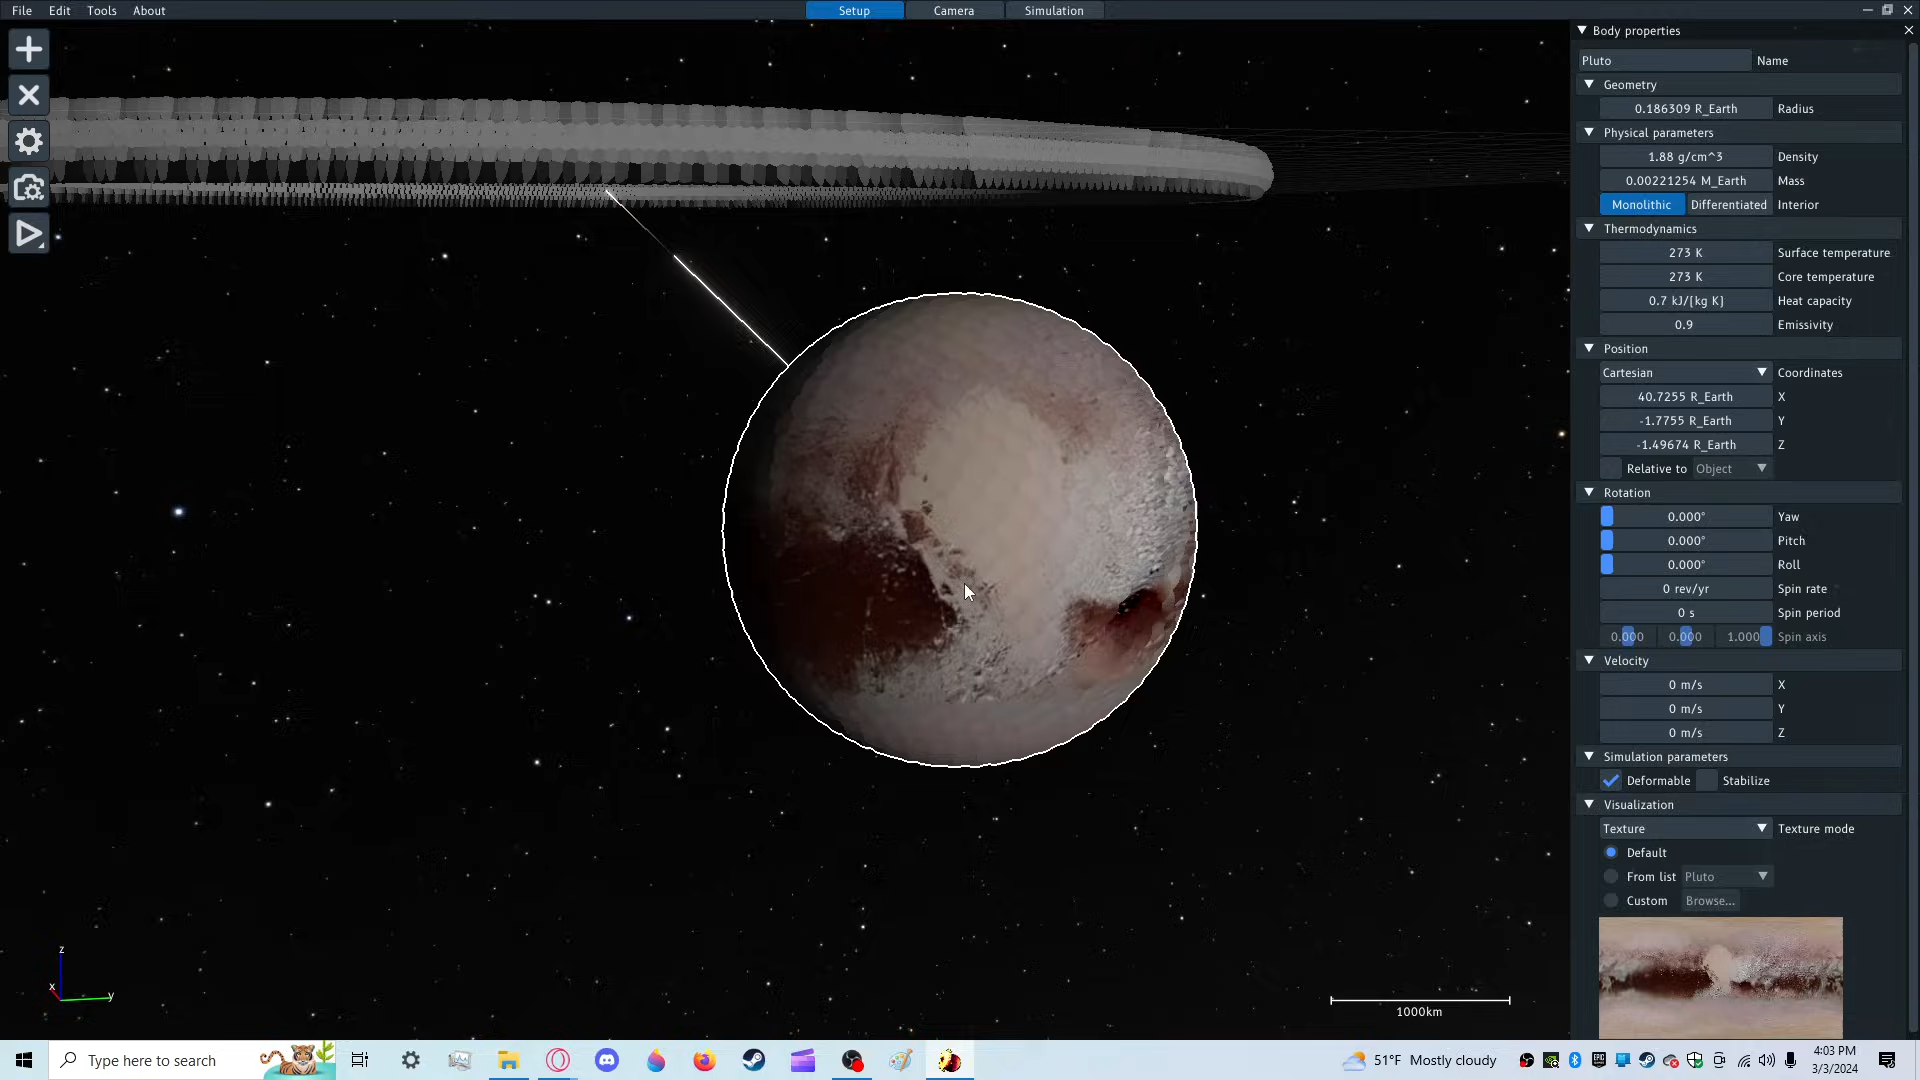 File Edit Tools About
Setup Camera Simulation
Body properties
Pluto Name
Geometry
0.186309 R_Earth Radius
Physical parameters
1.88 g/cm^3 Density
0.00221254 M_Earth Mass
Monolithic Differentiated Interior
Thermodynamics
273 K Surface temperature
273 K Core temperature
0.7 kJ/[kg K] Heat capacity
0.9 Emissivity
Position
Cartesian Coordinates
40.7255 R_Earth X
-1.7755 R_Earth Y
-1.49674 R_Earth Z
Relative to Object
Rotation
0.000° Yaw
0.000° Pitch
0.000° Roll
0 rev/yr Spin rate
0 s Spin period
0.000 0.000 1.000 Spin axis
Velocity
0 m/s X
0 m/s Y
0 m/s Z
Simulation parameters
Deformable Stabilize
Visualization
Texture Texture mode
Default
From list Pluto
Custom Browse...
z
x y
1000km
Type here to search
51°F Mostly cloudy
4:03 PM
3/3/2024